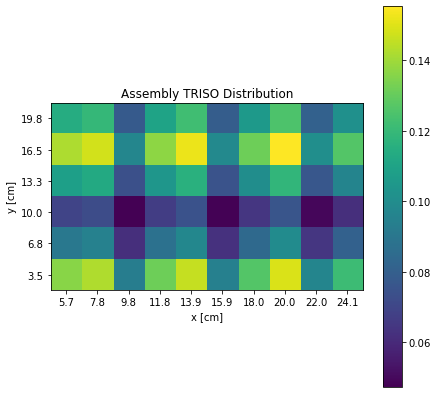 Assembly TRISO Distribution
y [cm]
19.8
16.5
13.3
10.0
6.8
3.5
5.7 7.8 9.8 11.8 13.9 15.9 18.0 20.0 22.0 24.1
x [cm]
0.14
0.12
0.10
0.08
0.06